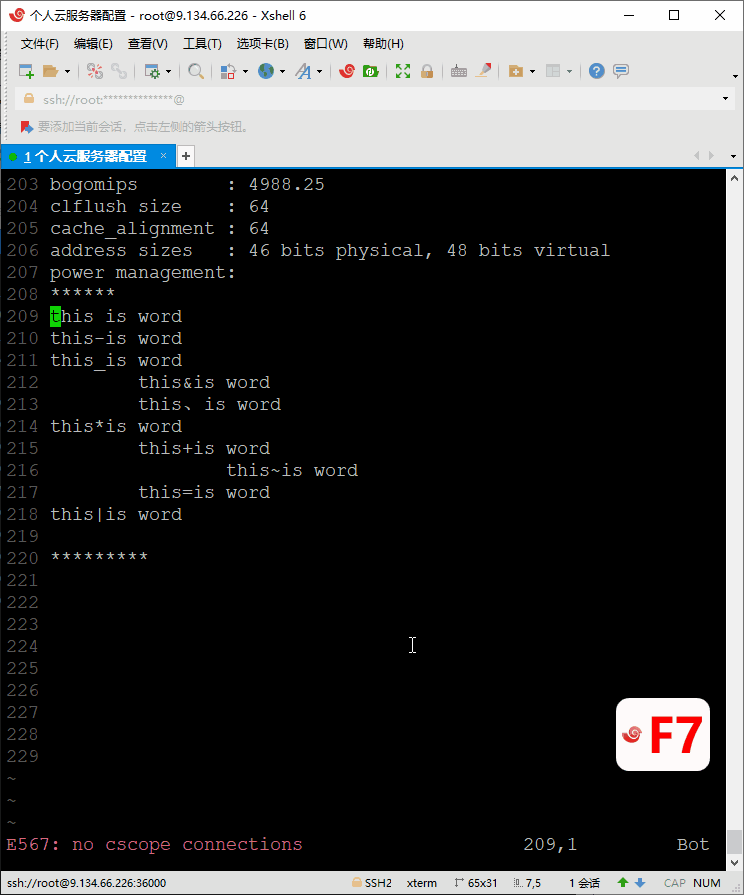 个人云服务器配置 - root@9.134.66.226 - Xshell 6
文件(F) 编辑(E) 查看(V) 工具(T) 选项卡(B) 窗口(W) 帮助(H)
ssh://root:**************@
要添加当前会话，点击左侧的箭头按钮。
1 个人云服务器配置 × +
203 bogomips : 4988.25
204 clflush size : 64
205 cache_alignment : 64
206 address sizes : 46 bits physical, 48 bits virtual
207 power management:
208 ******
209 this is word
210 this-is word
211 this_is word
212 this&is word
213 this、is word
214 this*is word
215 this+is word
216 this~is word
217 this=is word
218 this|is word
219
220 *********
221
222
223
224
225
226
227
228
229
~
~
~
F7
E567: no cscope connections 209,1 Bot
ssh://root@9.134.66.226:36000 SSH2 xterm 65x31 7,5 1 会话 CAP NUM